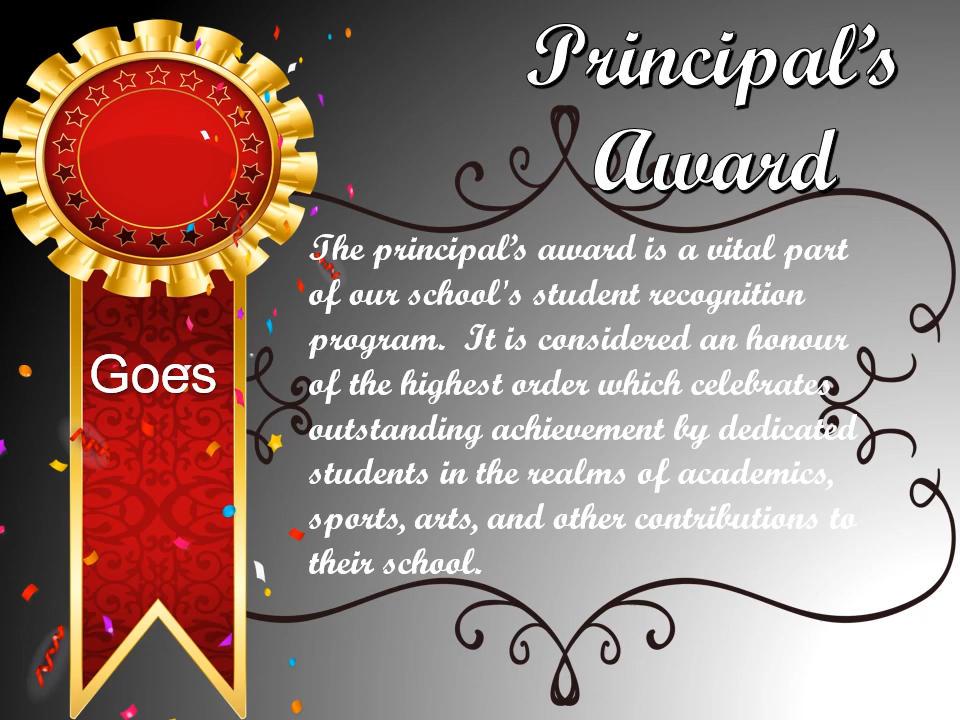 Principal’s
Award
The principal’s award is a vital part
of our school's student recognition
program.  It is considered an honour
of the highest order which celebrates
outstanding achievement by dedicated
students in the realms of academics,
sports, arts, and other contributions to
their school.
Goes